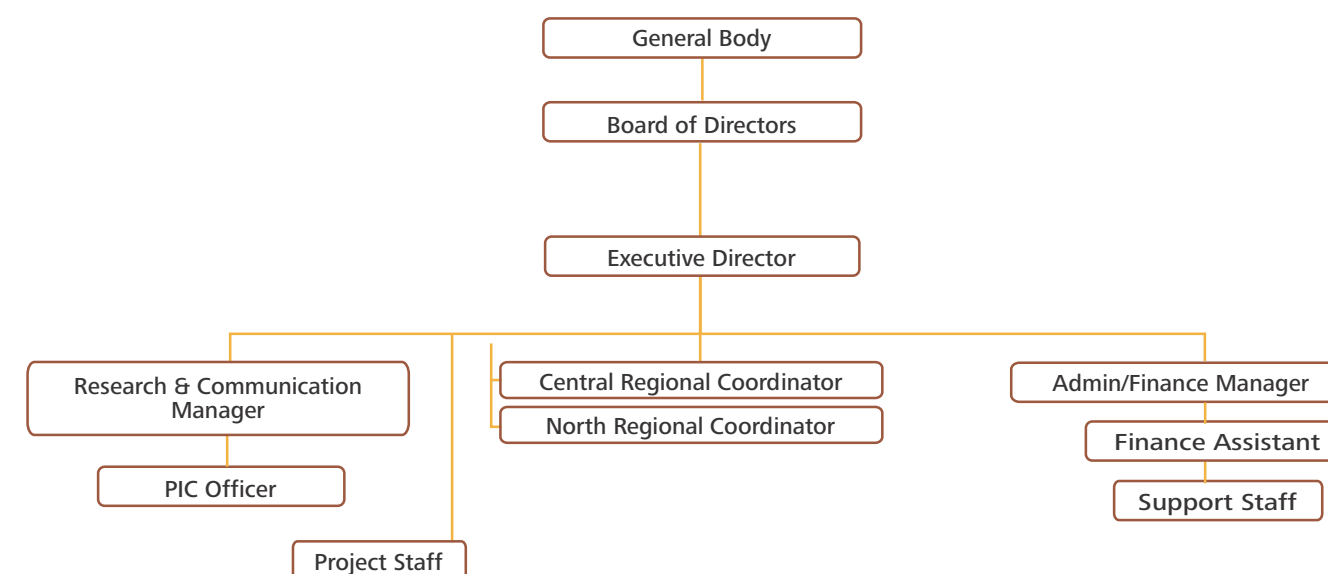 General Body
Board of Directors
Executive Director
Research & Communication
Manager
Central Regional Coordinator
Admin/Finance Manager
North Regional Coordinator
Finance Assistant
PIC Officer
Support Staff
Project Staff